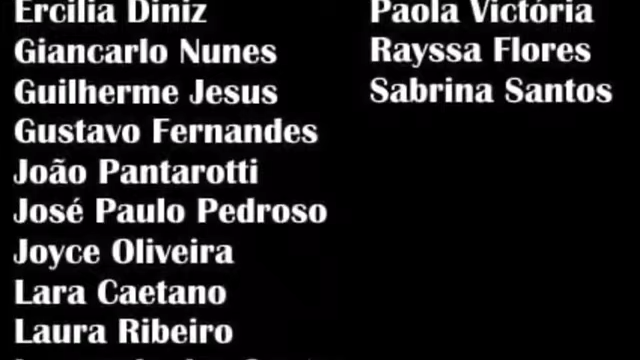 Ercilia Diniz
Giancarlo Nunes
Guilherme Jesus
Gustavo Fernandes
João Pantarotti
José Paulo Pedroso
Joyce Oliveira
Lara Caetano
Laura Ribeiro
Paola Victória
Rayssa Flores
Sabrina Santos